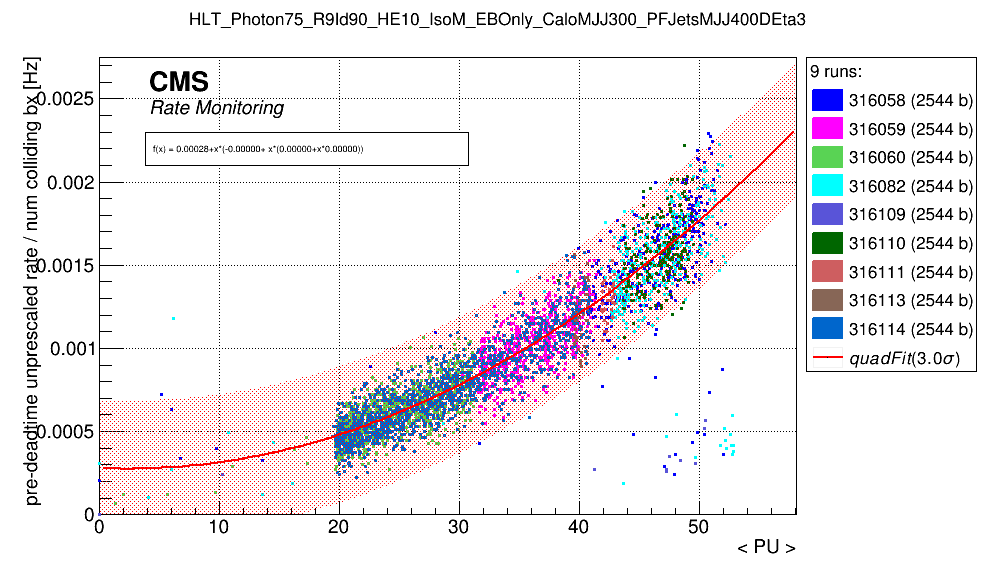 HLT_Photon75_R9Id90_HE10_IsoM_EBOnly_CaloMJJ300_PFJetsMJJ400DEta3
pre-deadtime unprescaled rate / num colliding bx [Hz]
CMS
Rate Monitoring
f(x) = 0.00028+x*(-0.00000+ x*(0.00000+x*0.00000))
0.0025
0.002
0.0015
0.001
0.0005
0
0 10 20 30 40 50
< PU >
9 runs:
316058 (2544 b)
316059 (2544 b)
316060 (2544 b)
316082 (2544 b)
316109 (2544 b)
316110 (2544 b)
316111 (2544 b)
316113 (2544 b)
316114 (2544 b)
quadFit(3.0σ)